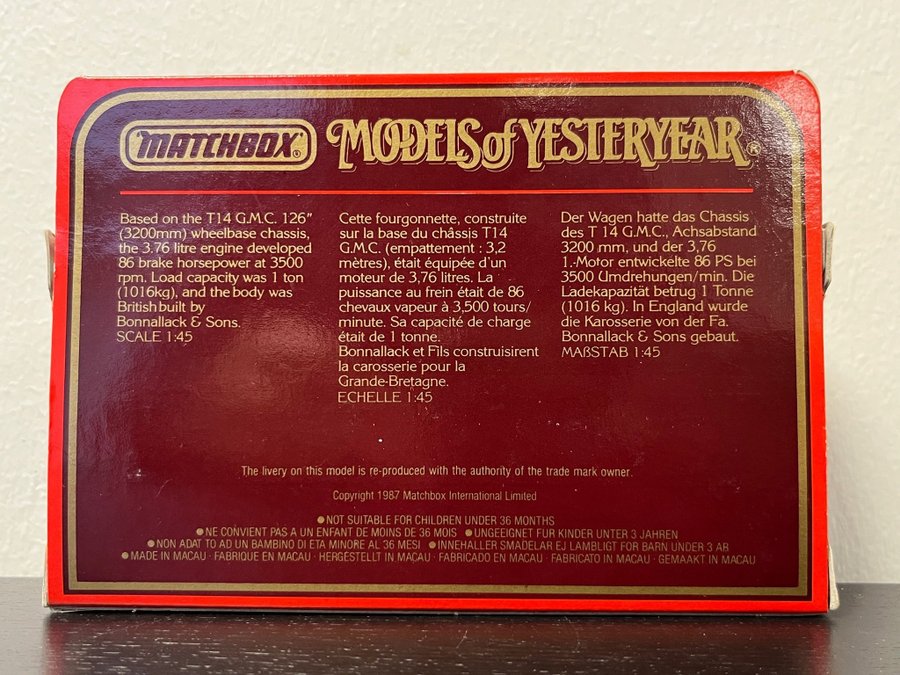 MATCHBOX®
MODELS of YESTERYEAR®
Based on the T14 G.M.C. 126"
(3200mm) wheelbase chassis,
the 3.76 litre engine developed
86 brake horsepower at 3500
rpm. Load capacity was 1 ton
(1016kg), and the body was
British built by
Bonnallack & Sons.
SCALE 1:45
Cette fourgonnette, construite
sur la base du châssis T14
G.M.C. (empattement : 3,2
mètres), était équipée d'un
moteur de 3,76 litres. La
puissance au frein était de 86
chevaux vapeur à 3,500 tours/
minute. Sa capacité de charge
était de 1 tonne.
Bonnallack et Fils construisirent
la carosserie pour la
Grande-Bretagne.
ECHELLE 1:45
Der Wagen hatte das Chassis
des T 14 G.M.C., Achsabstand
3200 mm, und der 3,76
1.-Motor entwickelte 86 PS bei
3500 Umdrehungen/min. Die
Ladekapazität betrug 1 Tonne
(1016 kg). In England wurde
die Karosserie von der Fa.
Bonnallack & Sons gebaut.
MAßSTAB 1:45
The livery on this model is re-produced with the authority of the trade mark owner.
Copyright 1987 Matchbox International Limited
●NOT SUITABLE FOR CHILDREN UNDER 36 MONTHS
●NE CONVIENT PAS A UN ENFANT DE MOINS DE 36 MOIS ●UNGEEIGNET FUR KINDER UNTER 3 JAHREN
●NON ADAT TO AD UN BAMBINO DI ETA MINORE AL 36 MESI ●INNEHALLER SMADELAR EJ LAMBLIGT FOR BARN UNDER 3 AB
●MADE IN MACAU · FABRIQUE EN MACAU · HERGESTELLT IN MACAU · FABRICADO EN MACAU · FABRICATO IN MACAU · GEMAAKT IN MACAU